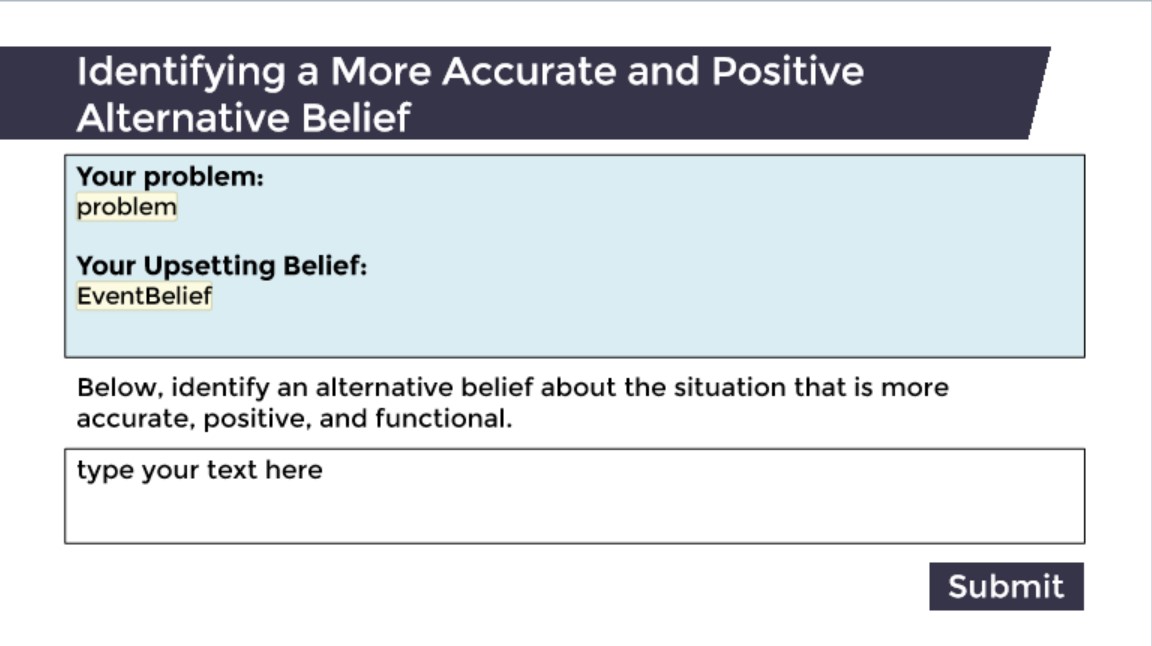 Identifying a More Accurate and Positive
Alternative Belief
Your problem:
problem
Your Upsetting Belief:
EventBelief
Below, identify an alternative belief about the situation that is more
accurate, positive, and functional.
type your text here
Submit